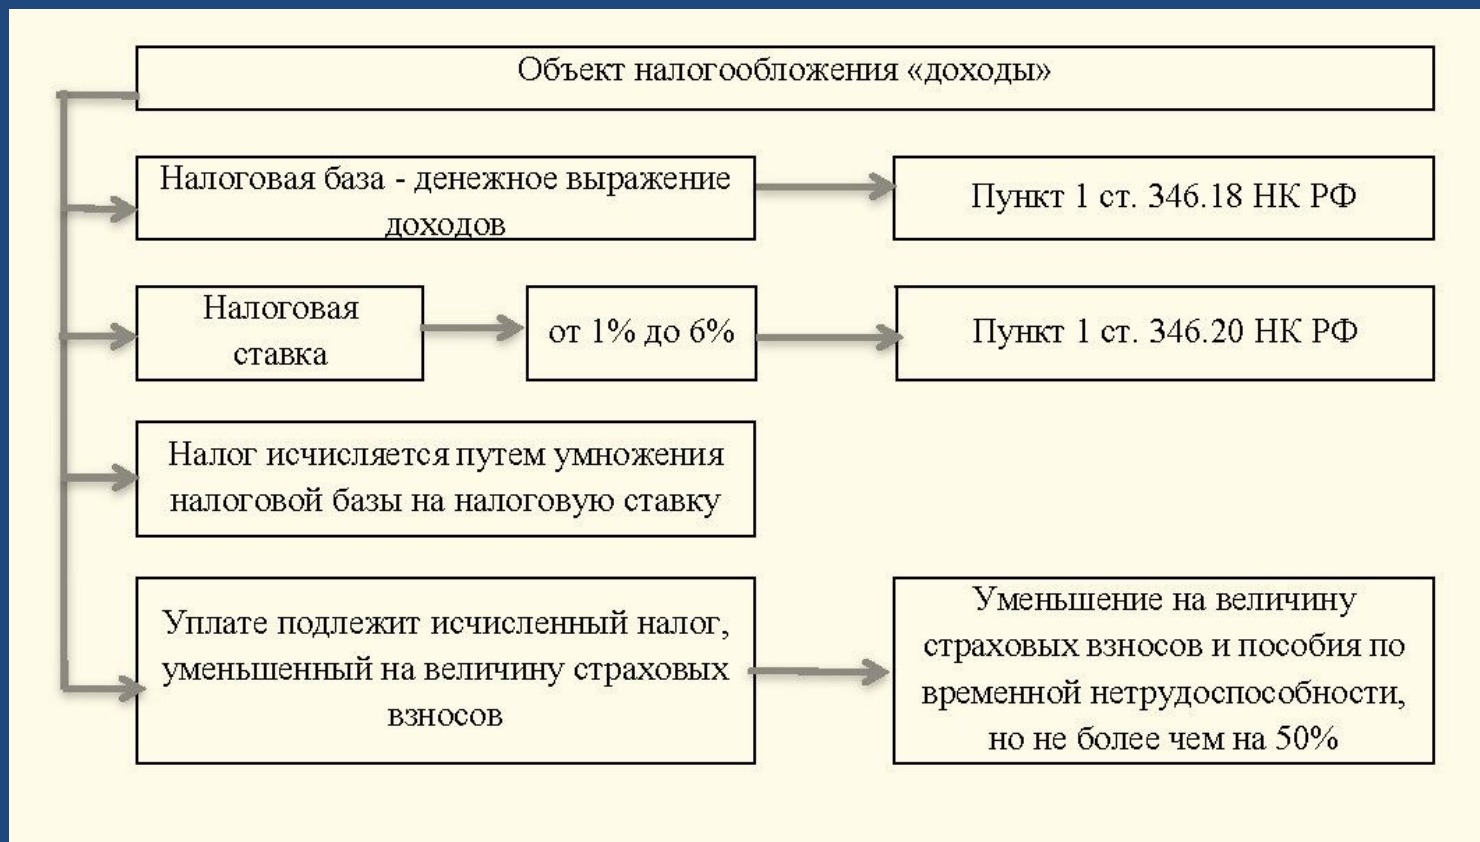 Объект налогообложения «доходы»
Налоговая база - денежное выражение
доходов
Пункт 1 ст. 346.18 НК РФ
Налоговая
ставка
от 1% до 6%
Пункт 1 ст. 346.20 НК РФ
Налог исчисляется путем умножения
налоговой базы на налоговую ставку
Уплате подлежит исчисленный налог,
уменьшенный на величину страховых
взносов
Уменьшение на величину
страховых взносов и пособия по
временной нетрудоспособности,
но не более чем на 50%